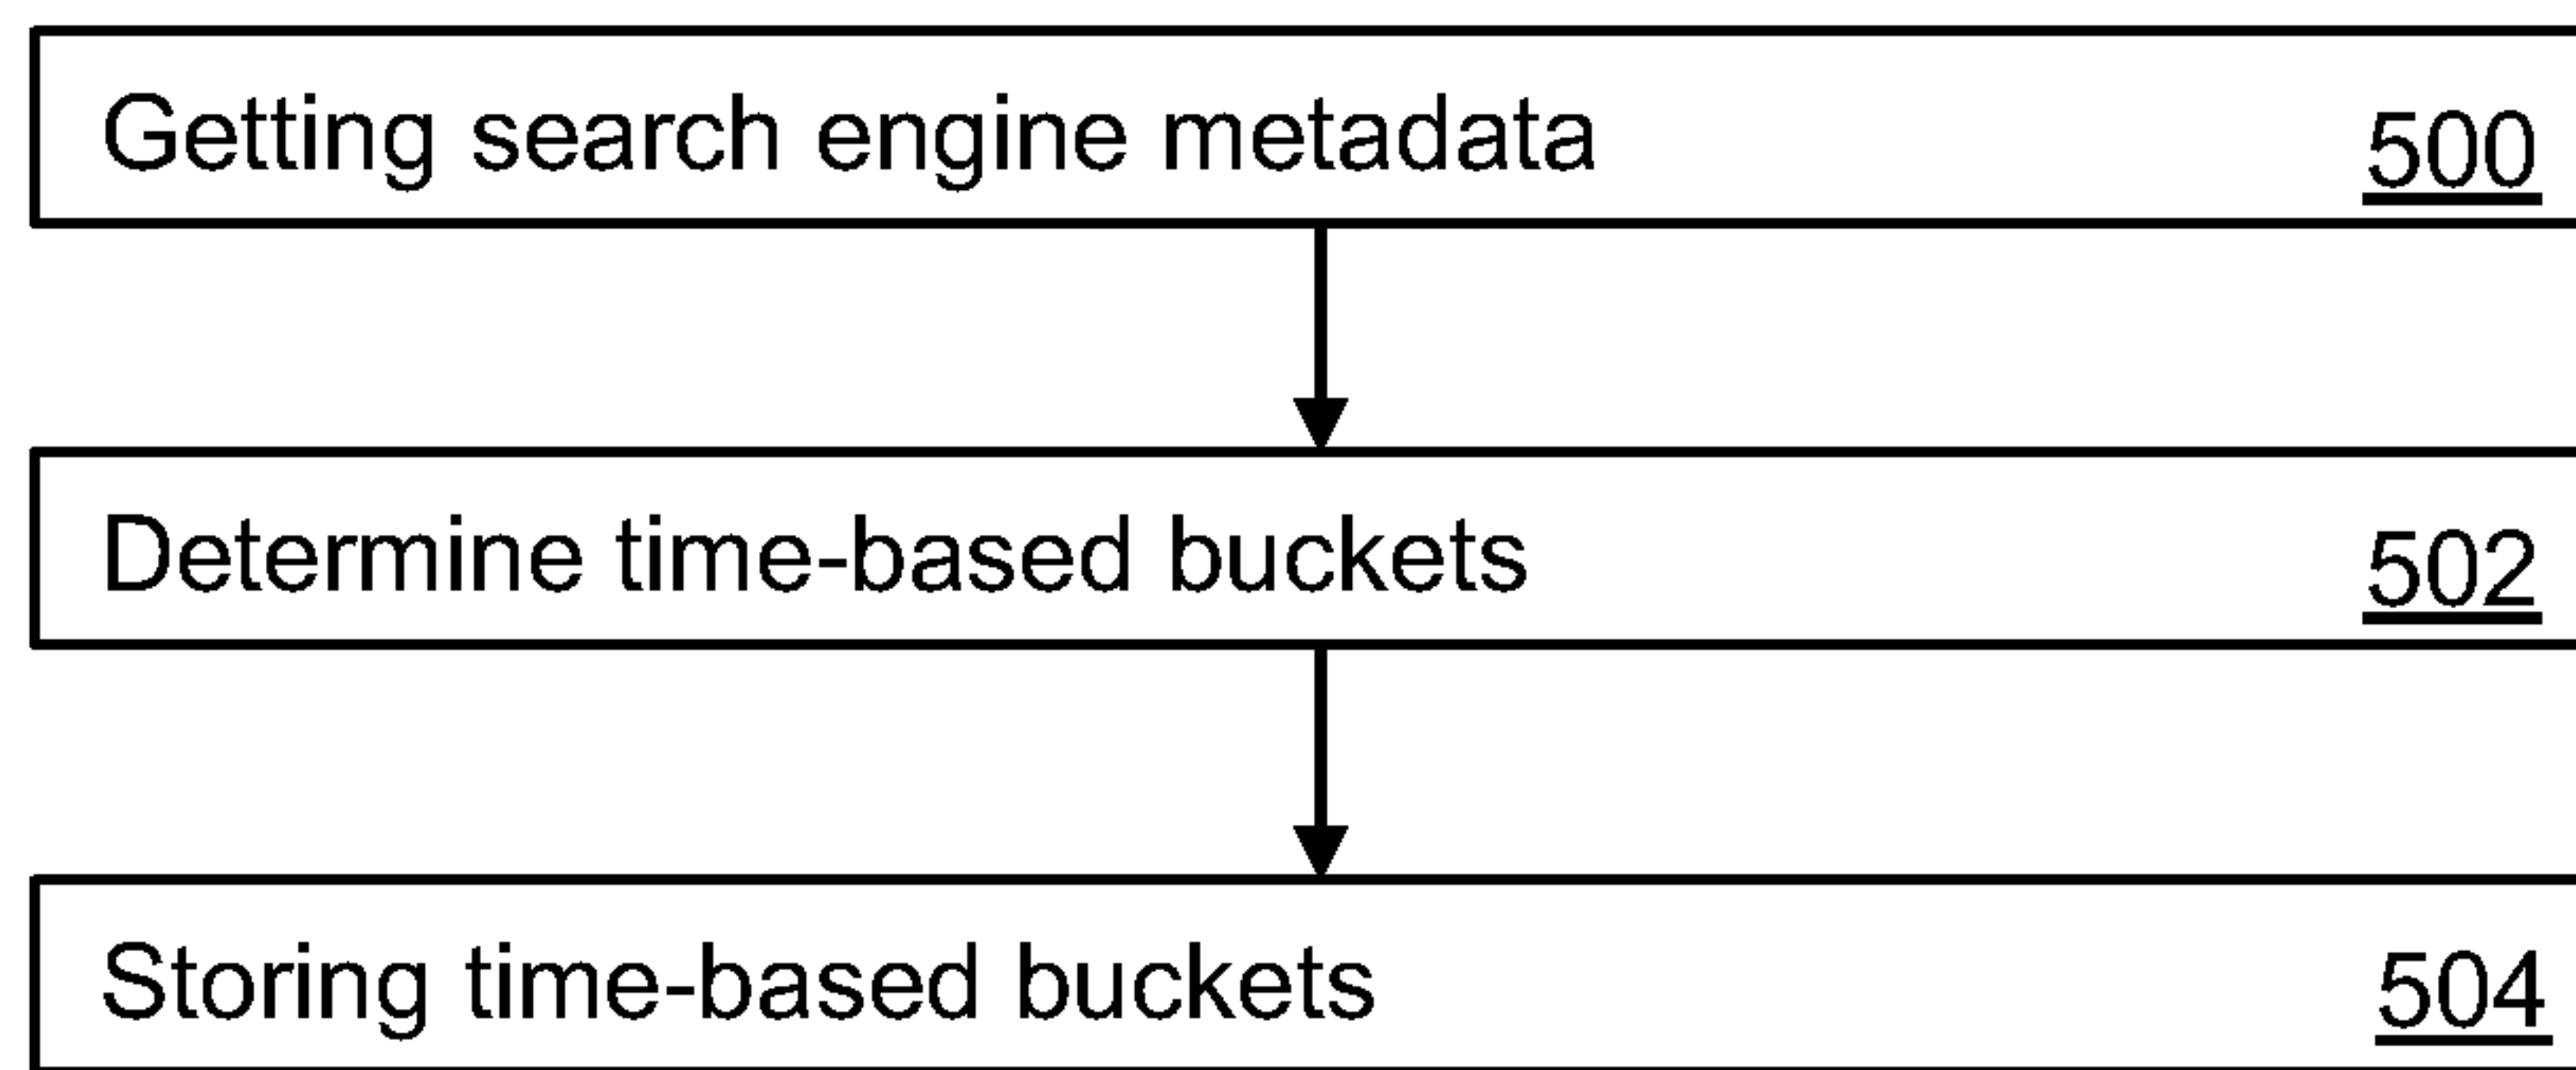 Getting search engine metadata 500
Determine time-based buckets 502
Storing time-based buckets 504